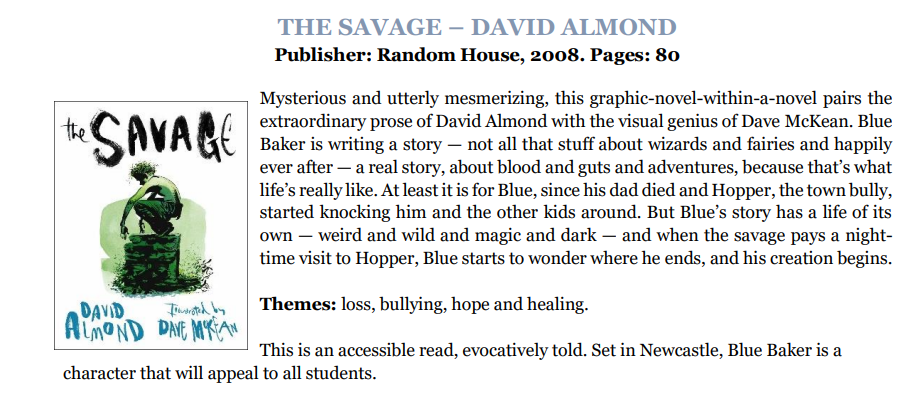 THE SAVAGE – DAVID ALMOND
Publisher: Random House, 2008. Pages: 80
the SAVAGE
DAVID
ALMOND
Illustrated by
DAVE McKEAN
Mysterious and utterly mesmerizing, this graphic-novel-within-a-novel pairs the
extraordinary prose of David Almond with the visual genius of Dave McKean. Blue
Baker is writing a story — not all that stuff about wizards and fairies and happily
ever after — a real story, about blood and guts and adventures, because that's what
life's really like. At least it is for Blue, since his dad died and Hopper, the town bully,
started knocking him and the other kids around. But Blue's story has a life of its
own — weird and wild and magic and dark — and when the savage pays a night-
time visit to Hopper, Blue starts to wonder where he ends, and his creation begins.
Themes: loss, bullying, hope and healing.
This is an accessible read, evocatively told. Set in Newcastle, Blue Baker is a
character that will appeal to all students.